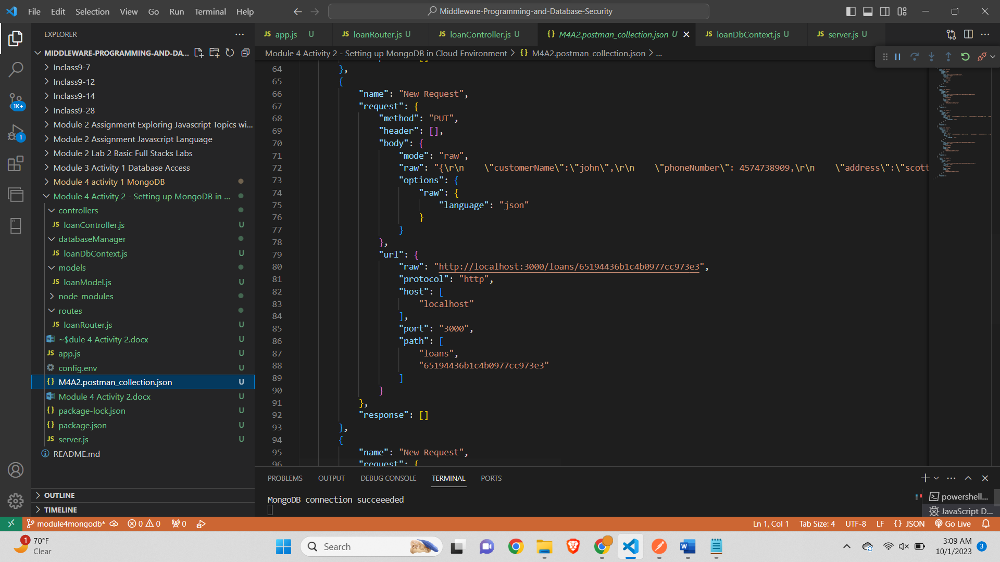 File Edit Selection View Go Run Terminal Help
Middleware-Programming-and-Database-Security
EXPLORER
MIDDLEWARE-PROGRAMMING-AND-DA...
Inclass9-7
Inclass9-12
Inclass9-14
Inclass9-28
Module 2 Assignment Exploring Javascript Topics wi...
Module 2 Assignment Javascript Language
Module 2 Lab 2 Basic Full Stacks Labs
Module 3 Activity 1 Database Access
Module 4 activity 1 MongoDB
Module 4 Activity 2 - Setting up MongoDB in ...
controllers
JS loanController.js U
databaseManager
JS loanDbContext.js U
models
JS loanModel.js U
node_modules
routes
JS loanRouter.js U
~$dule 4 Activity 2.docx U
JS app.js U
config.env U
{} M4A2.postman_collection.json U
Module 4 Activity 2.docx U
{} package-lock.json U
{} package.json U
JS server.js U
README.md
OUTLINE
TIMELINE
1K+
1
JS app.js U JS loanRouter.js U JS loanController.js U {} M4A2.postman_collection.json U JS loanDbContext.js U JS server.js U
Module 4 Activity 2 - Setting up MongoDB in Cloud Environment > {} M4A2.postman_collection.json > ...
64 },
65 {
66 "name": "New Request",
67 "request": {
68 "method": "PUT",
69 "header": [],
70 "body": {
71 "mode": "raw",
72 "raw": "{\r\n    \"customerName\":\"john\",\r\n    \"phoneNumber\": 4574738909,\r\n    \"address\":\"scott
73 "options": {
74 "raw": {
75 "language": "json"
76 }
77 }
78 },
79 "url": {
80 "raw": "http://localhost:3000/loans/65194436b1c4b0977cc973e3",
81 "protocol": "http",
82 "host": [
83 "localhost"
84 ],
85 "port": "3000",
86 "path": [
87 "loans",
88 "65194436b1c4b0977cc973e3"
89 ]
90 }
91 },
92 "response": []
93 },
94 {
95 "name": "New Request",
96 "request": {
PROBLEMS OUTPUT DEBUG CONSOLE TERMINAL PORTS
MongoDB connection succeeeded
powershell...
JavaScript D...
module4mongodb* 0 0 0 Ln 1, Col 1 Tab Size: 4 UTF-8 LF {} JSON Go Live
1 70°F
Clear
Search
3:09 AM
10/1/2023 3